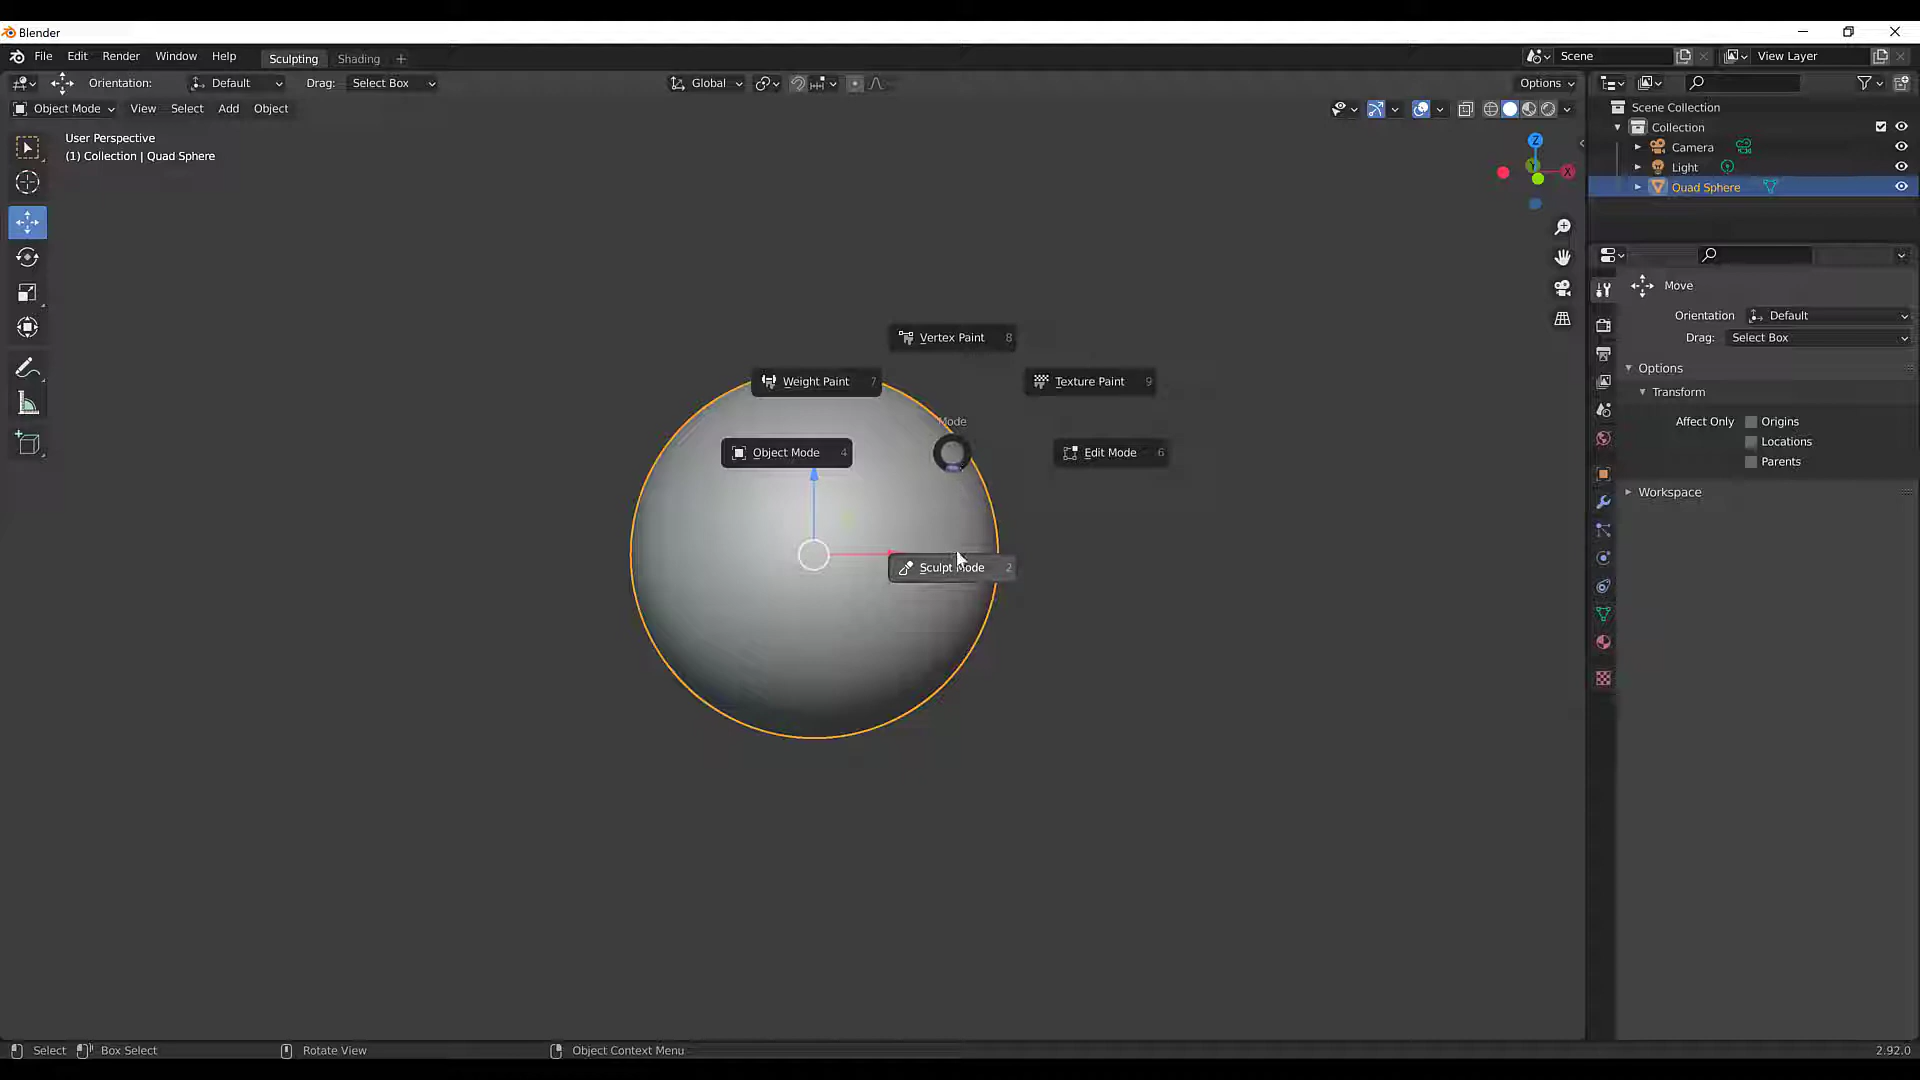 Blender
File Edit Render Window Help Sculpting Shading + Scene View Layer
Orientation: Default Drag: Select Box Global Options
Object Mode View Select Add Object
User Perspective
(1) Collection | Quad Sphere
Z
Y
X
Vertex Paint 8
Weight Paint 7
Texture Paint 9
Mode
Object Mode 4
Edit Mode 6
Sculpt Mode 2
Scene Collection
Collection
Camera
Light
Quad Sphere
Move
Orientation Default
Drag: Select Box
Options
Transform
Affect Only Origins
Locations
Parents
Workspace
Select Box Select Rotate View Object Context Menu 2.92.0